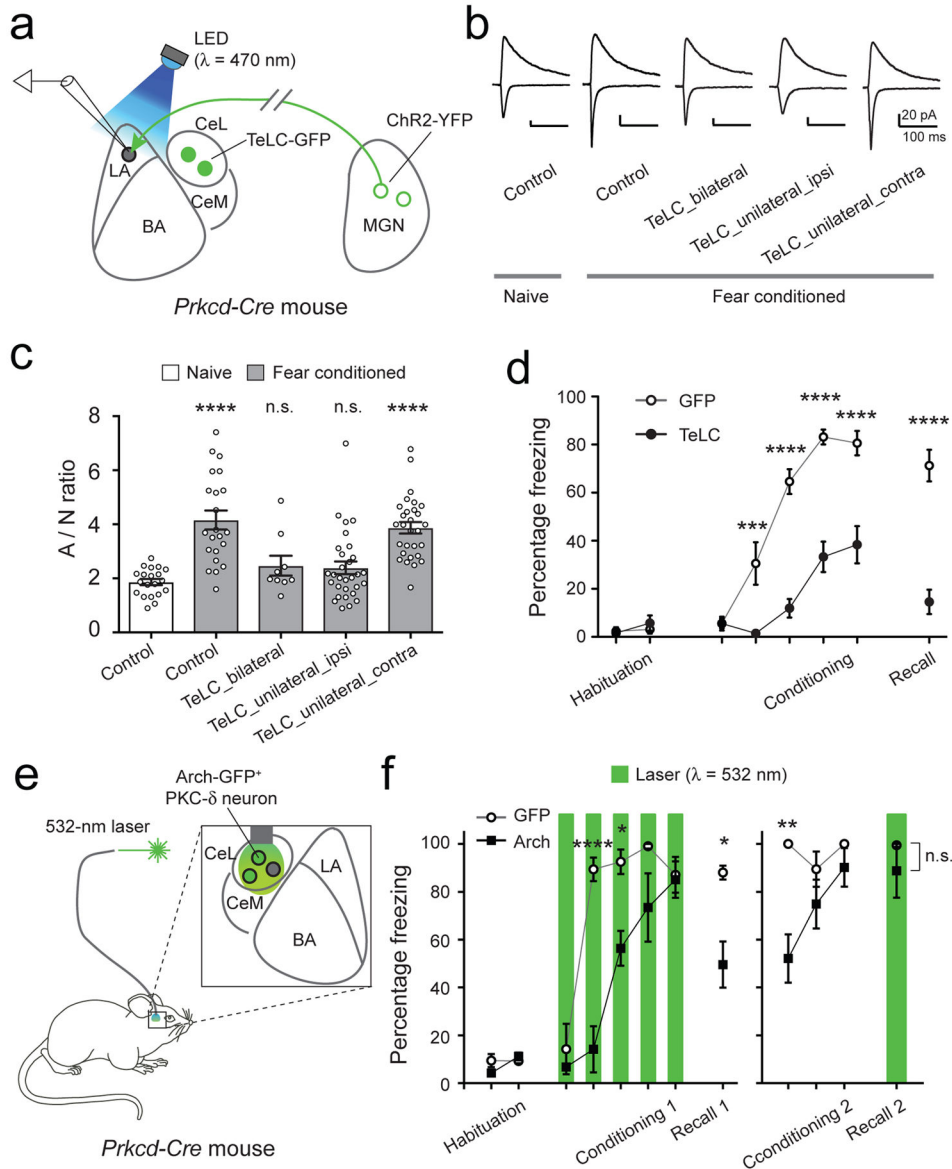 a
LED
(λ = 470 nm)
CeL
TeLC-GFP
ChR2-YFP
LA
CeM
BA
MGN
Prkcd-Cre mouse
b
20 pA
100 ms
Control
Control
TeLC_bilateral
TeLC_unilateral_ipsi
TeLC_unilateral_contra
Naive
Fear conditioned
c
Naive
Fear conditioned
A / N ratio
8
6
4
2
0
****
n.s.
n.s.
****
Control
Control
TeLC_bilateral
TeLC_unilateral_ipsi
TeLC_unilateral_contra
d
GFP
TeLC
Percentage freezing
100
80
60
40
20
0
***
****
****
****
****
Habituation
Conditioning
Recall
e
Arch-GFP+
PKC-δ neuron
532-nm laser
CeL
LA
CeM
BA
Prkcd-Cre mouse
f
Laser (λ = 532 nm)
GFP
Arch
Percentage freezing
100
80
60
40
20
0
****
*
*
**
n.s.
Habituation
Conditioning 1
Recall 1
Cconditioning 2
Recall 2